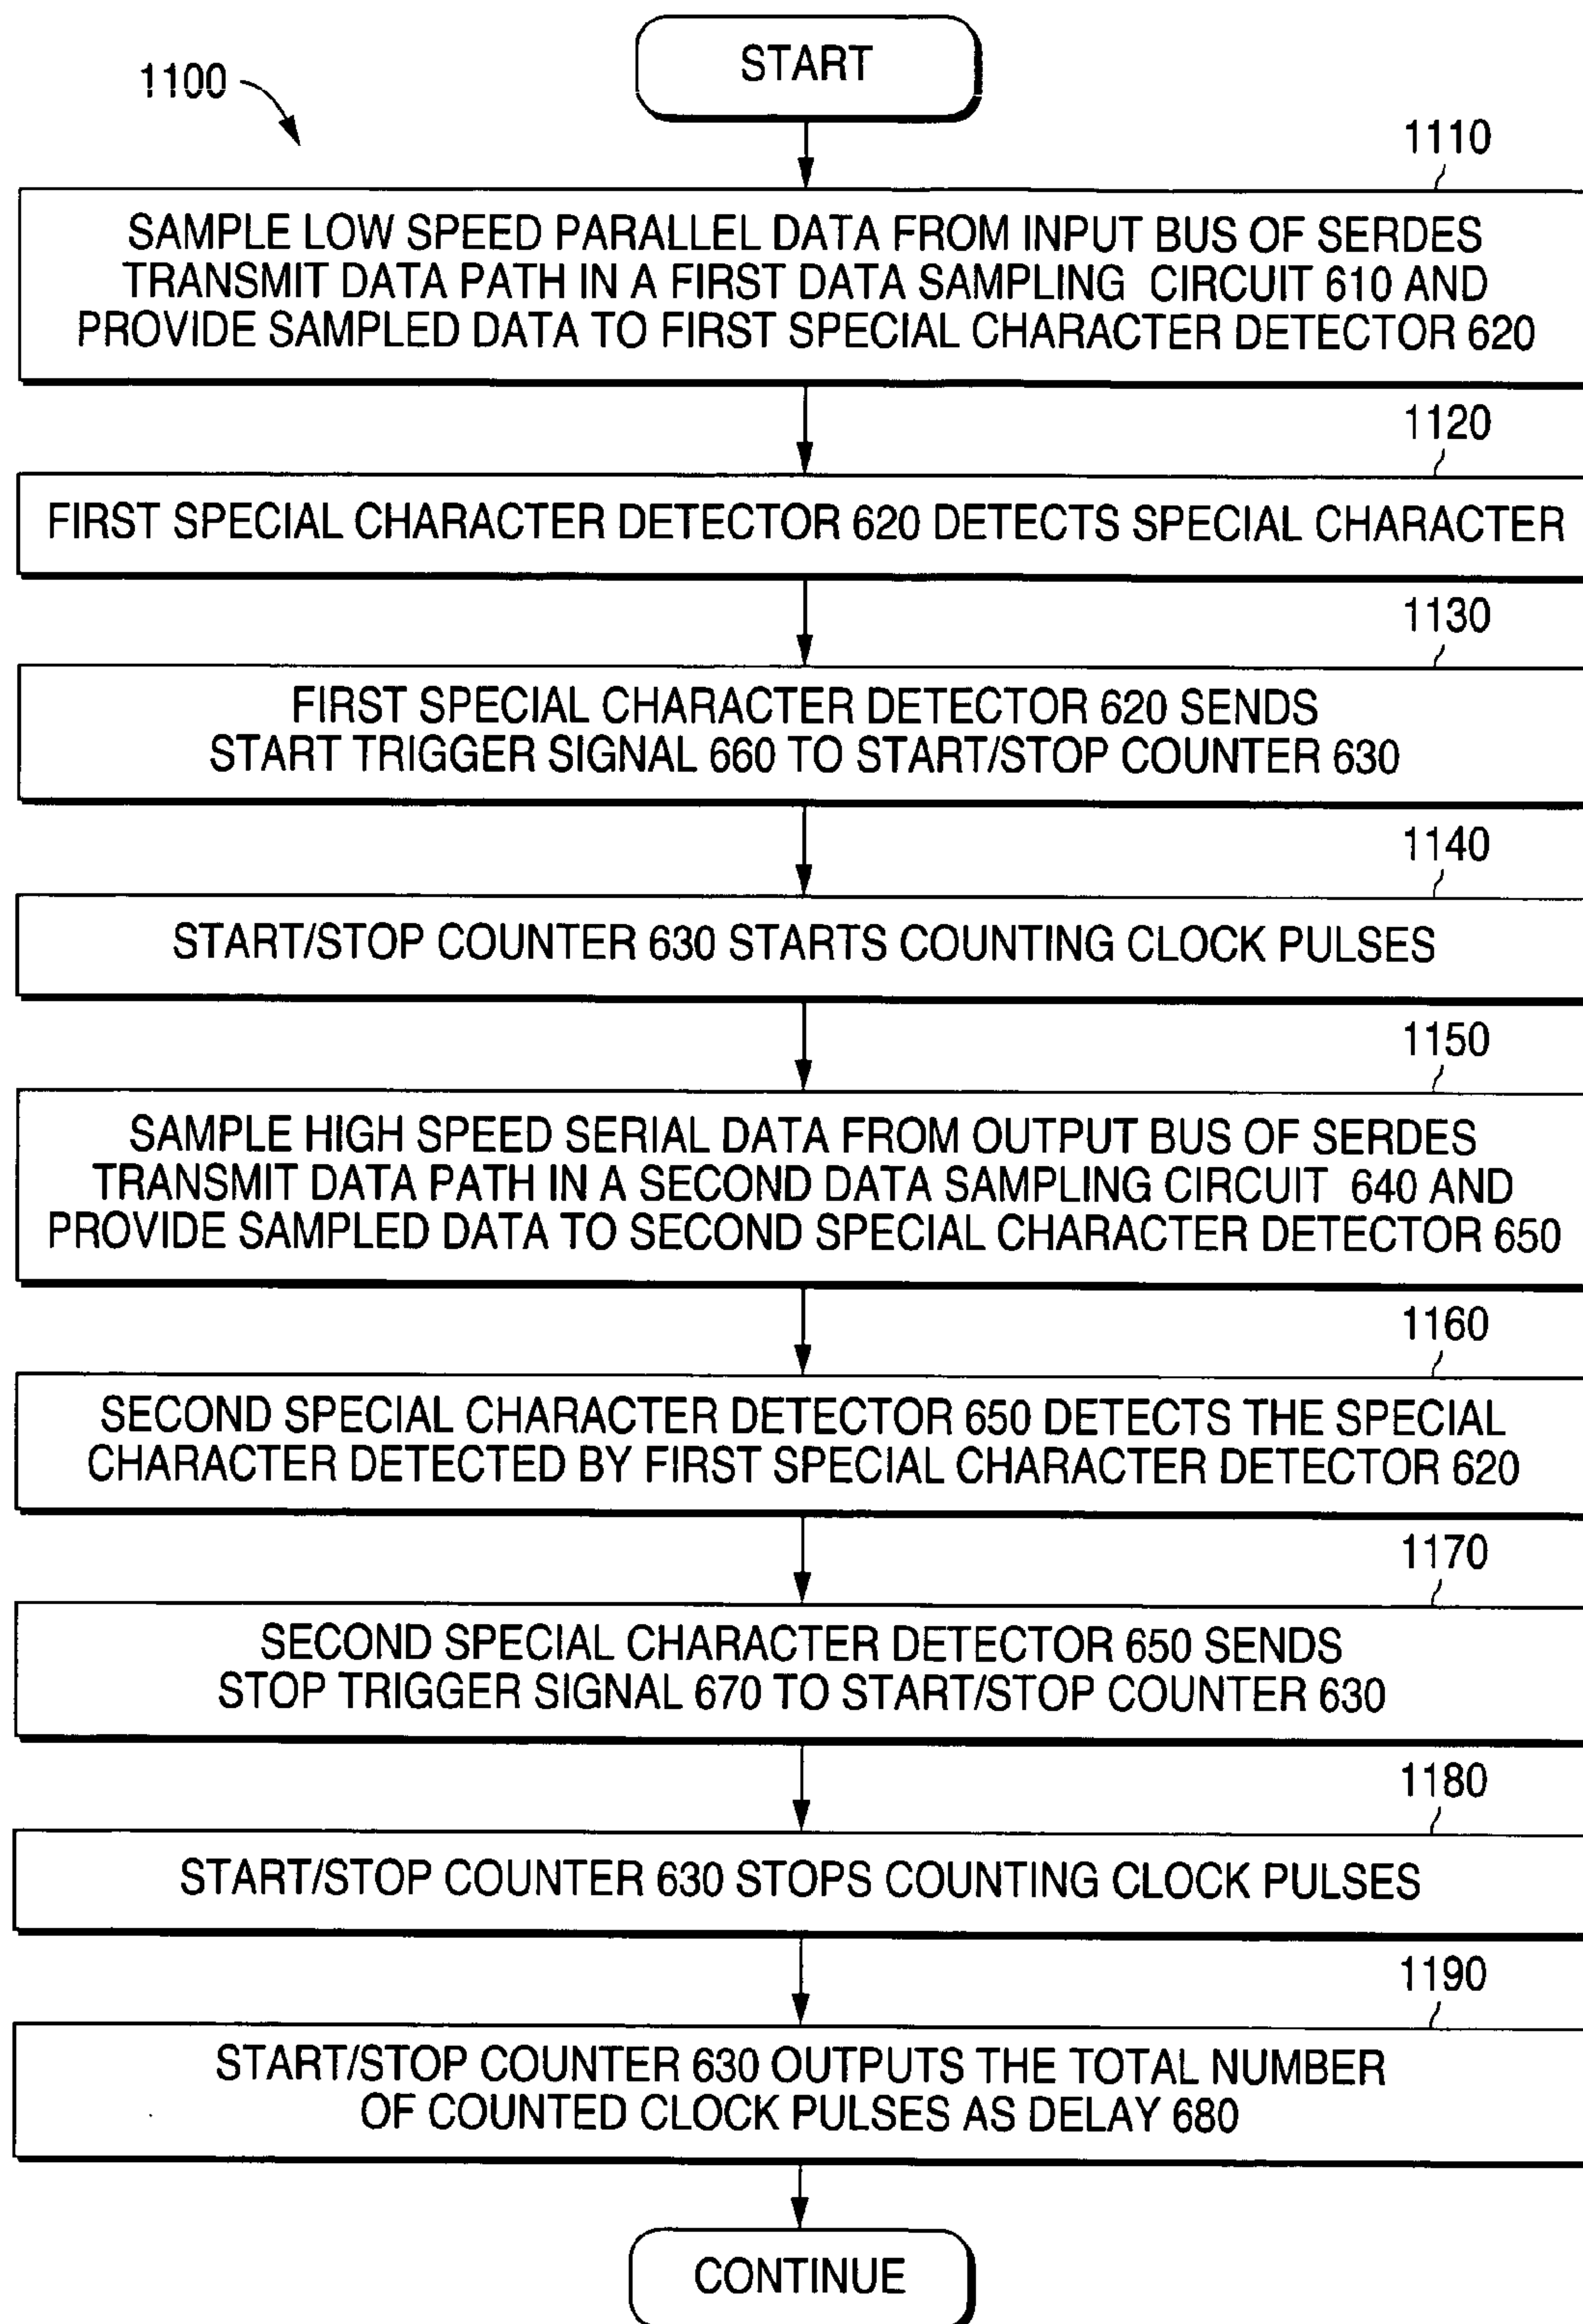 START
1100
1110
SAMPLE LOW SPEED PARALLEL DATA FROM INPUT BUS OF SERDES
TRANSMIT DATA PATH IN A FIRST DATA SAMPLING CIRCUIT 610 AND
PROVIDE SAMPLED DATA TO FIRST SPECIAL CHARACTER DETECTOR 620
1120
FIRST SPECIAL CHARACTER DETECTOR 620 DETECTS SPECIAL CHARACTER
1130
FIRST SPECIAL CHARACTER DETECTOR 620 SENDS
START TRIGGER SIGNAL 660 TO START/STOP COUNTER 630
1140
START/STOP COUNTER 630 STARTS COUNTING CLOCK PULSES
1150
SAMPLE HIGH SPEED SERIAL DATA FROM OUTPUT BUS OF SERDES
TRANSMIT DATA PATH IN A SECOND DATA SAMPLING CIRCUIT 640 AND
PROVIDE SAMPLED DATA TO SECOND SPECIAL CHARACTER DETECTOR 650
1160
SECOND SPECIAL CHARACTER DETECTOR 650 DETECTS THE SPECIAL
CHARACTER DETECTED BY FIRST SPECIAL CHARACTER DETECTOR 620
1170
SECOND SPECIAL CHARACTER DETECTOR 650 SENDS
STOP TRIGGER SIGNAL 670 TO START/STOP COUNTER 630
1180
START/STOP COUNTER 630 STOPS COUNTING CLOCK PULSES
1190
START/STOP COUNTER 630 OUTPUTS THE TOTAL NUMBER
OF COUNTED CLOCK PULSES AS DELAY 680
CONTINUE